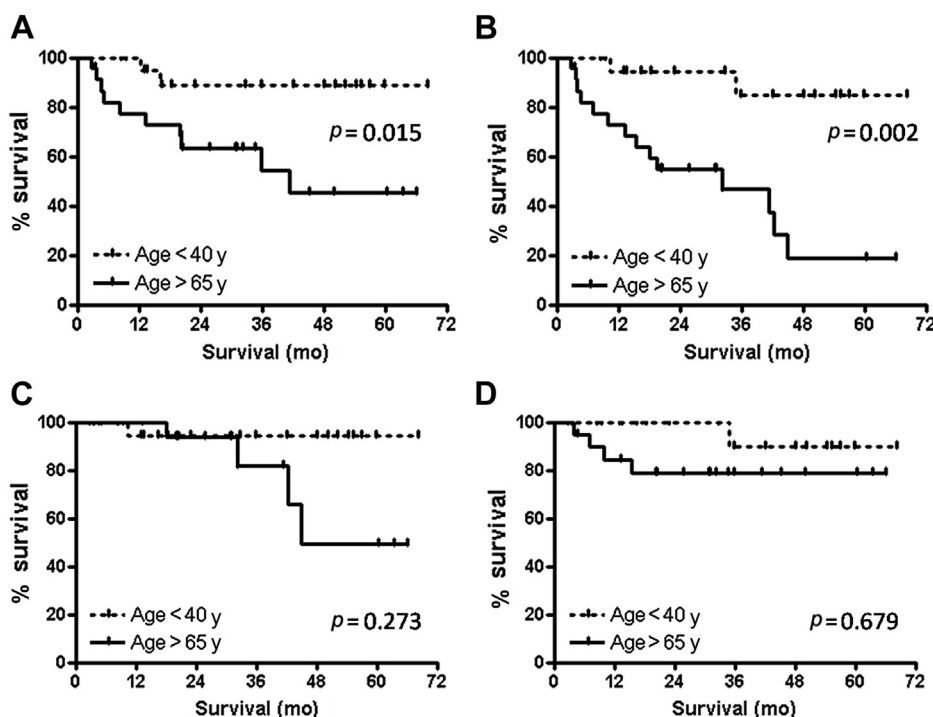 A
% survival
100
80
60
40
20
0
p = 0.015
Age < 40 y
Age > 65 y
0 12 24 36 48 60 72
Survival (mo)
B
% survival
100
80
60
40
20
0
p = 0.002
Age < 40 y
Age > 65 y
0 12 24 36 48 60 72
Survival (mo)
C
% survival
100
80
60
40
20
0
Age < 40 y
p = 0.273
Age > 65 y
0 12 24 36 48 60 72
Survival (mo)
D
% survival
100
80
60
40
20
0
Age < 40 y
p = 0.679
Age > 65 y
0 12 24 36 48 60 72
Survival (mo)